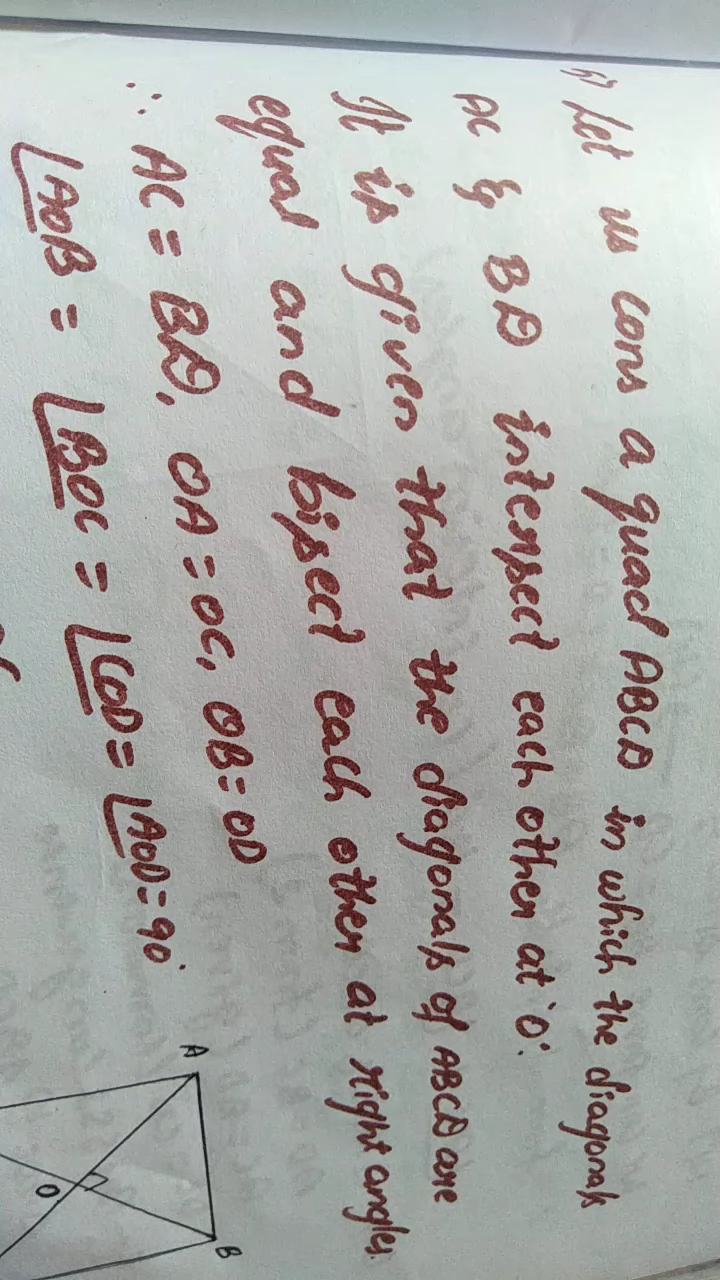 5) Let us cons a quad ABCD in which the diagonals
AC & BD intersect each other at 'O'.
It is given that the diagonals of ABCD are
equal and bisect each other at right angles.
∴ AC = BD, OA = OC, OB = OD
∠AOB = ∠BOC = ∠COD = ∠AOD = 90°
A
B
O